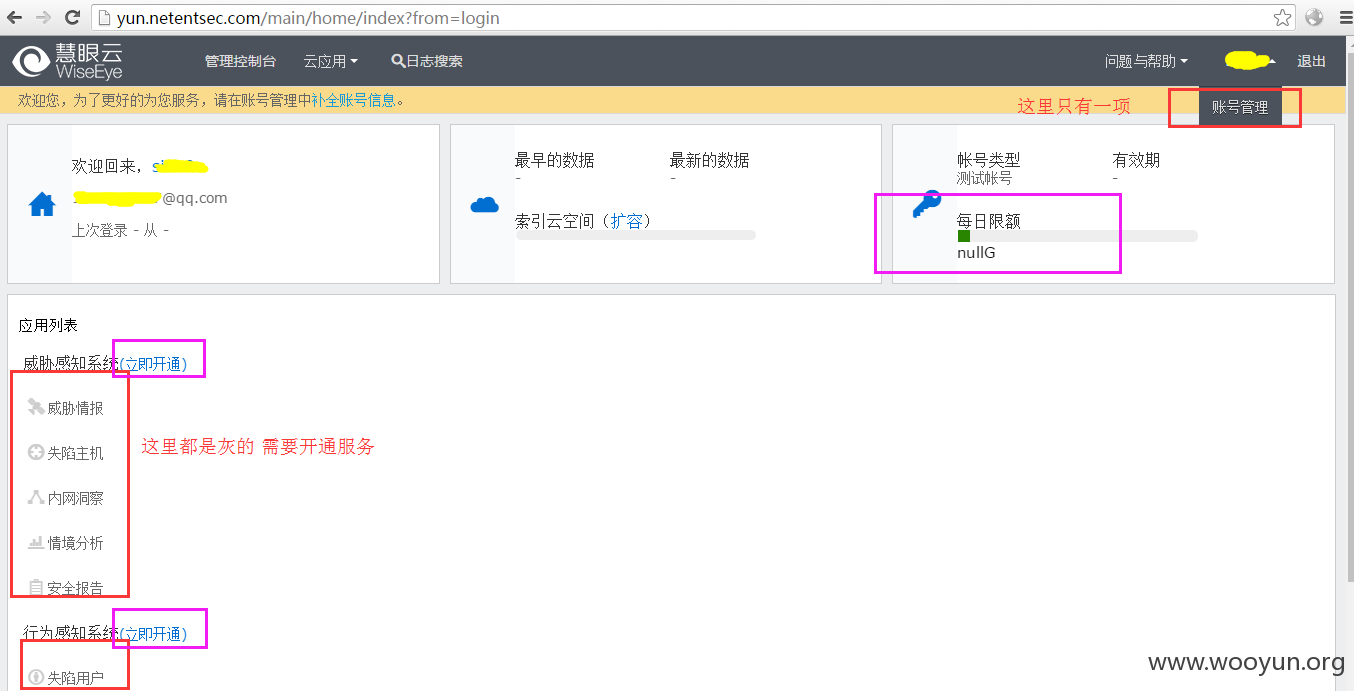 yun.netentsec.com/main/home/index?from=login
慧眼云
WiseEye
管理控制台 云应用 日志搜索 问题与帮助 退出
欢迎您，为了更好的为您服务，请在账号管理中补全账号信息。
这里只有一项
账号管理
欢迎回来，
@qq.com
上次登录 - 从 -
最早的数据 最新的数据
- -
索引云空间（扩容）
帐号类型 有效期
测试帐号 -
每日限额
nullG
应用列表
威胁感知系统(立即开通)
威胁情报
这里都是灰的 需要开通服务
失陷主机
内网洞察
情境分析
安全报告
行为感知系统(立即开通)
失陷用户
www.wooyun.org